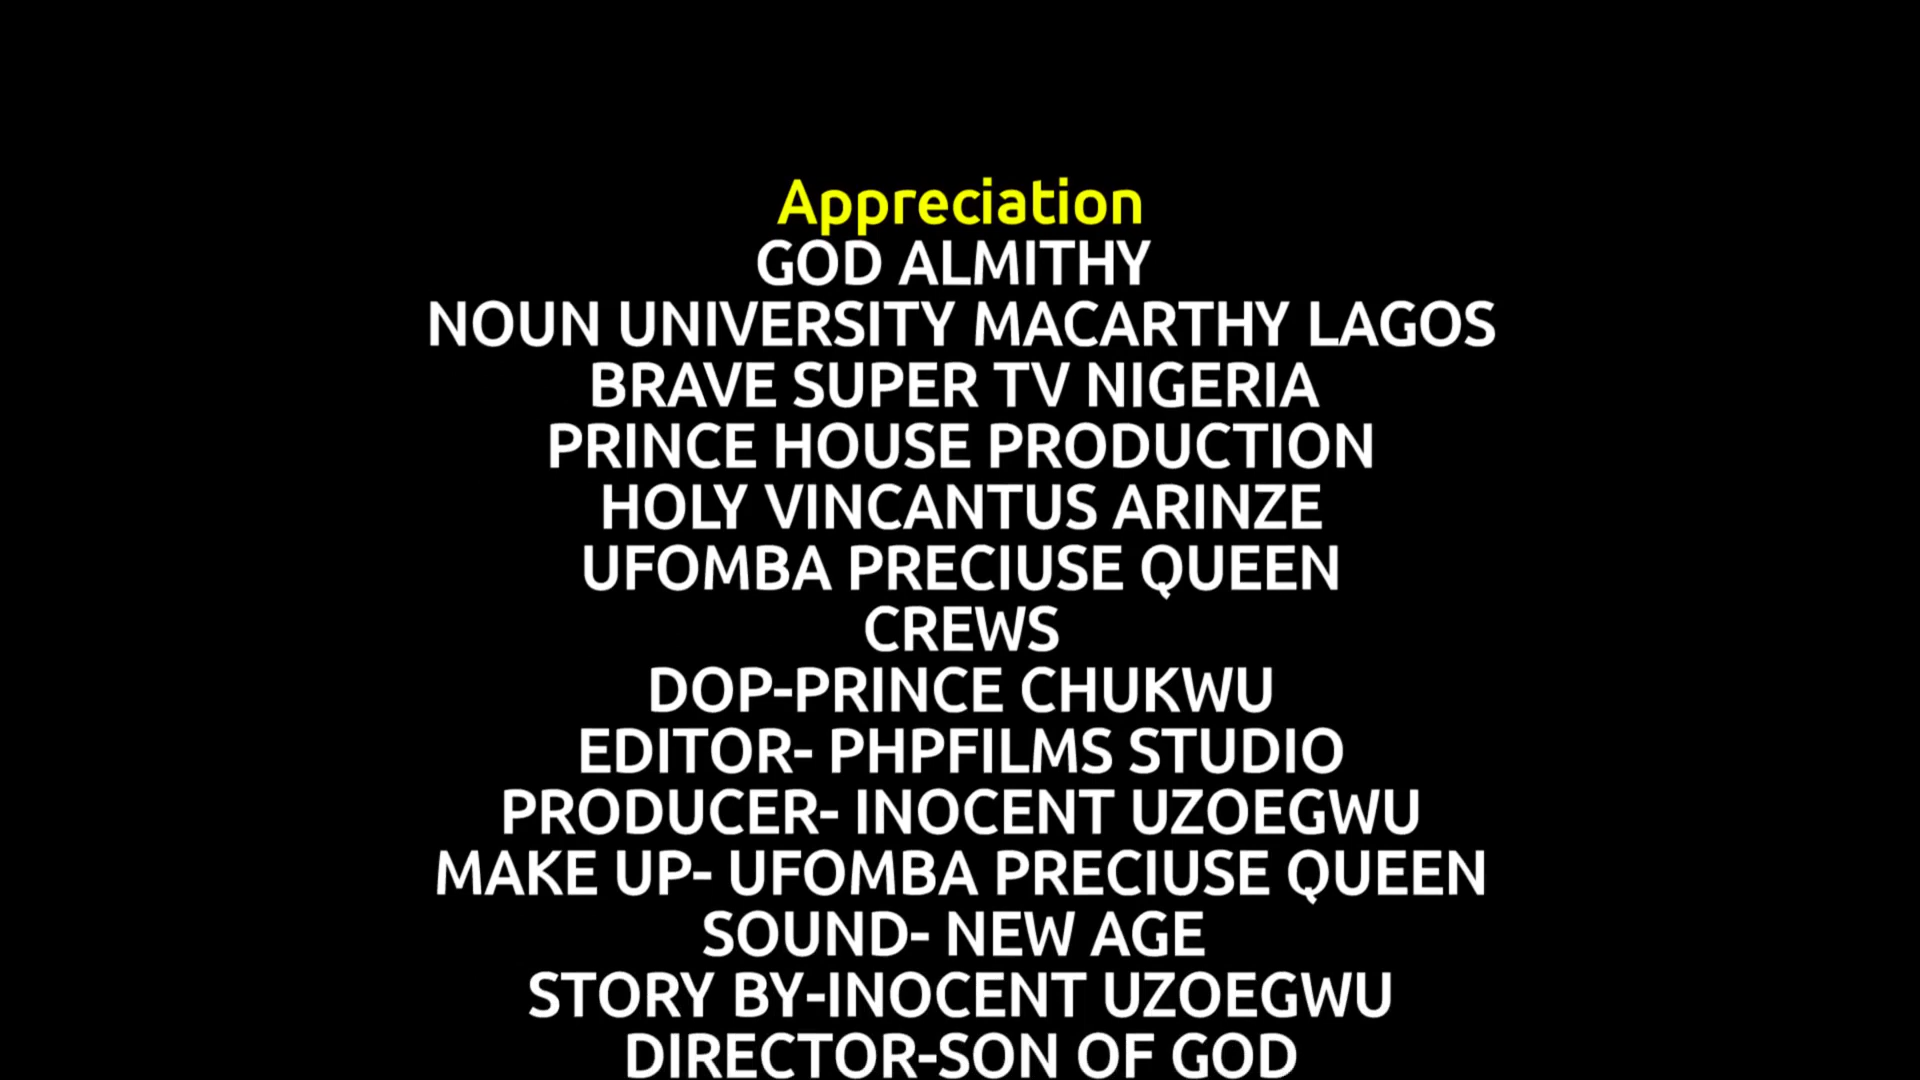 Appreciation
GOD ALMITHY
NOUN UNIVERSITY MACARTHY LAGOS
BRAVE SUPER TV NIGERIA
PRINCE HOUSE PRODUCTION
HOLY VINCANTUS ARINZE
UFOMBA PRECIUSE QUEEN
CREWS
DOP-PRINCE CHUKWU
EDITOR- PHPFILMS STUDIO
PRODUCER- INOCENT UZOEGWU
MAKE UP- UFOMBA PRECIUSE QUEEN
SOUND- NEW AGE
STORY BY-INOCENT UZOEGWU
DIRECTOR-SON OF GOD